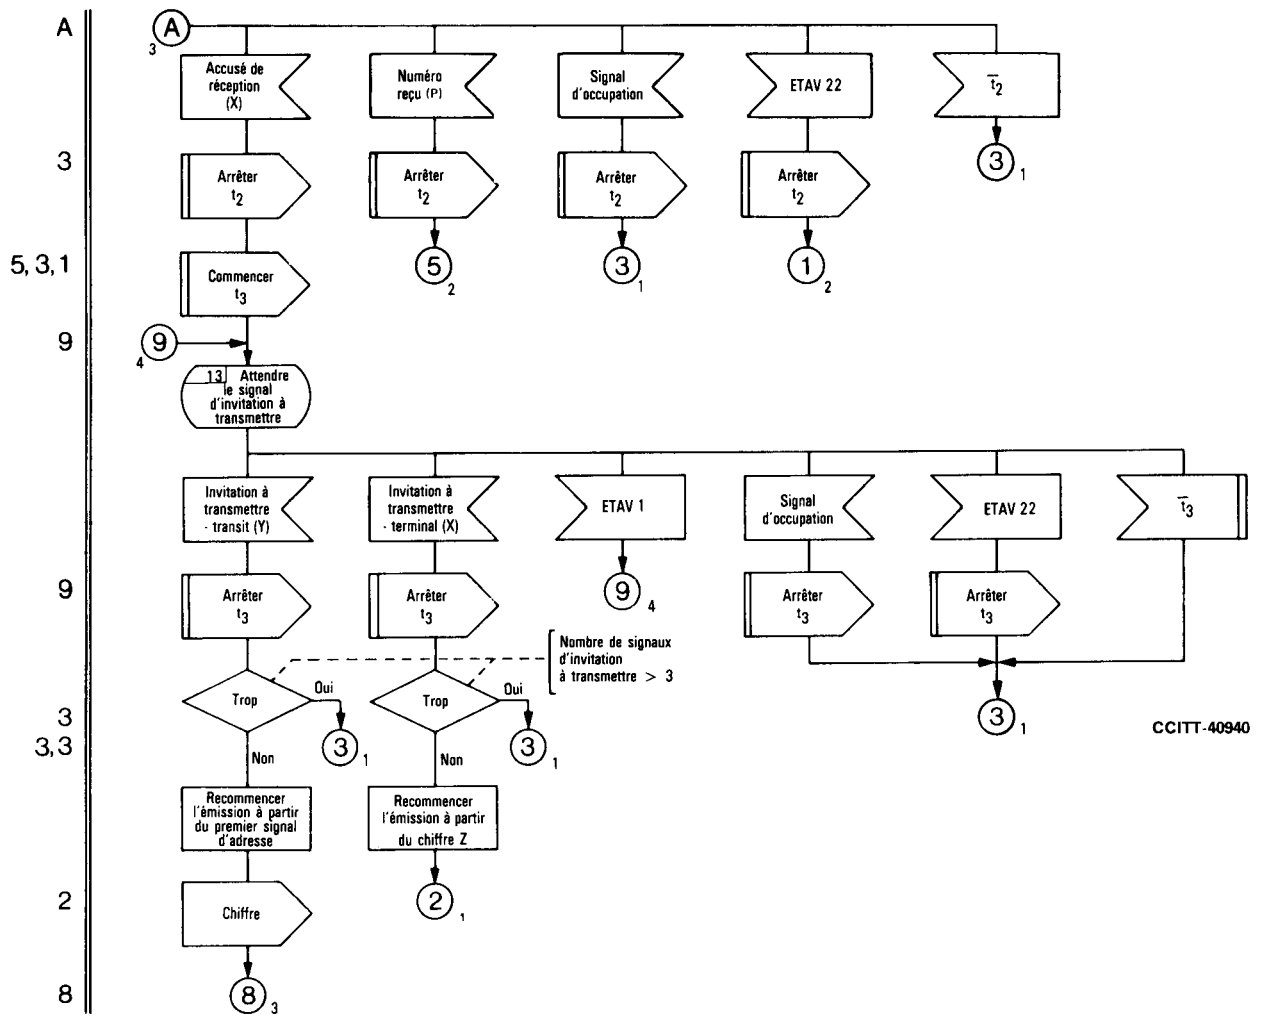 A
A
3
Accusé de
réception
(X)
Numéro
reçu (P)
Signal
d'occupation
ETAV 22
t2
3
Arrêter
t2
Arrêter
t2
Arrêter
t2
Arrêter
t2
3
1
5, 3, 1
Commencer
t3
5
2
3
1
1
2
9
9
4
13 Attendre
le signal
d'invitation à
transmettre
Invitation à
transmettre
- transit (Y)
Invitation à
transmettre
- terminal (X)
ETAV 1
Signal
d'occupation
ETAV 22
t3
9
Arrêter
t3
Arrêter
t3
9
4
Arrêter
t3
Arrêter
t3
Nombre de signaux
d'invitation
à transmettre > 3
Trop
Oui
Trop
Oui
3
3, 3
3
1
3
1
3
1
CCITT-40940
Non
Non
Recommencer
l'émission à partir
du premier signal
d'adresse
Recommencer
l'émission à partir
du chiffre Z
2
Chiffre
2
1
8
8
3